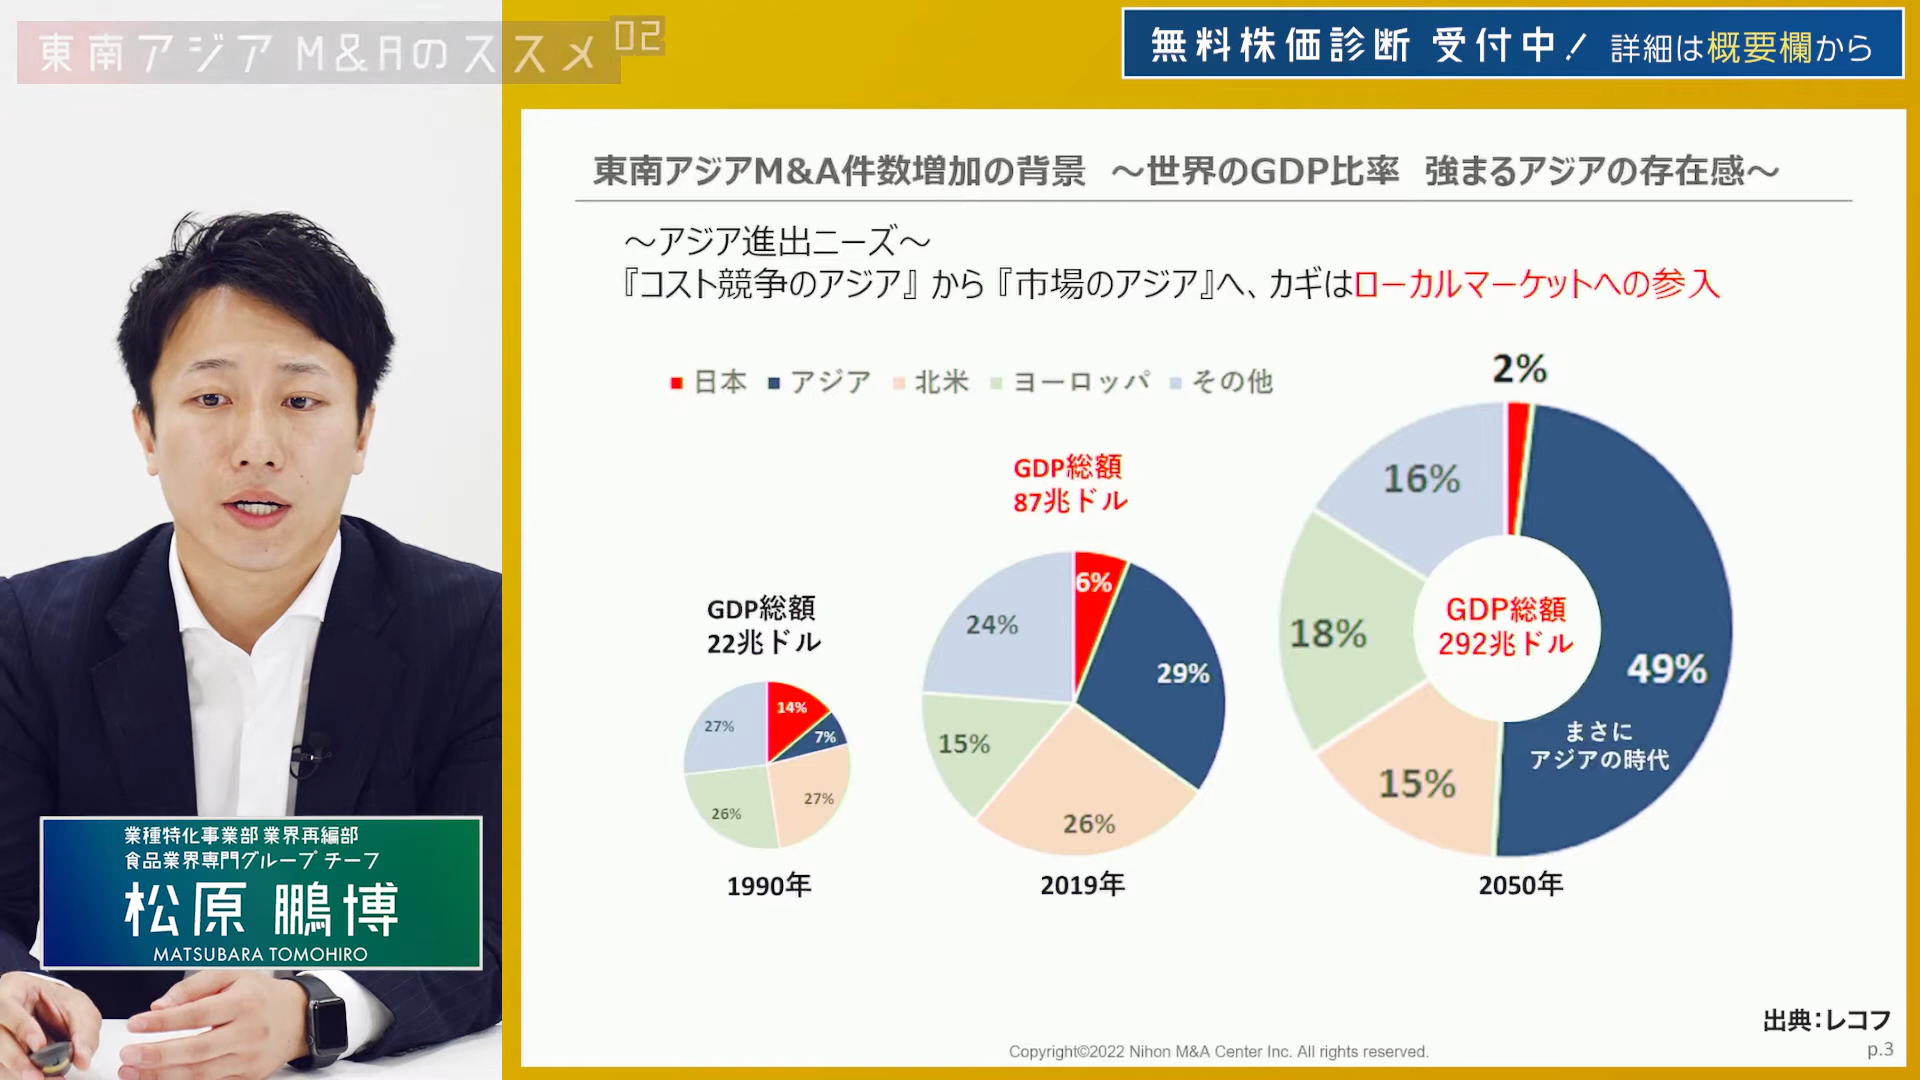 東南アジア M&Aのススメ 02
無料株価診断 受付中! 詳細は概要欄から
東南アジアM&A件数増加の背景 ~世界のGDP比率 強まるアジアの存在感~
~アジア進出ニーズ~
『コスト競争のアジア』から『市場のアジア』へ、カギはローカルマーケットへの参入
日本 アジア 北米 ヨーロッパ その他
GDP総額
22兆ドル
14%
7%
27%
26%
27%
1990年
GDP総額
87兆ドル
6%
29%
26%
15%
24%
2019年
2%
49%
まさに
アジアの時代
15%
18%
16%
GDP総額
292兆ドル
2050年
業種特化事業部 業界再編部
食品業界専門グループ チーフ
松原 鵬博
MATSUBARA TOMOHIRO
出典:レコフ
Copyright©2022 Nihon M&A Center Inc. All rights reserved.
p.3